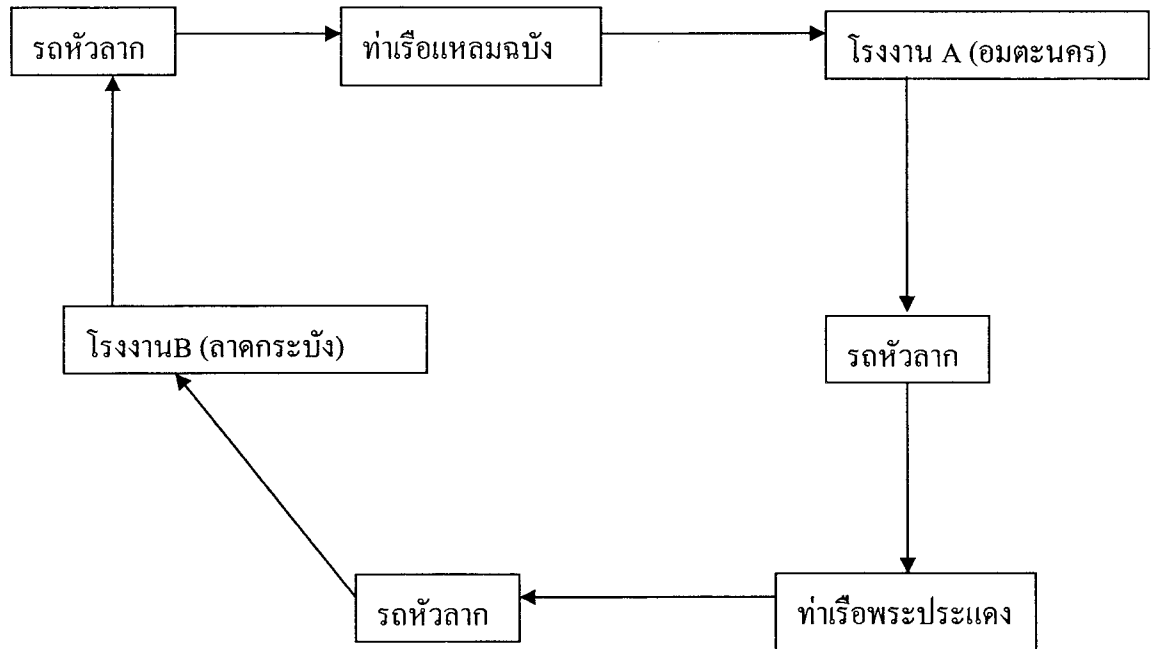 รถหัวลาก
ท่าเรือแหลมฉบัง
โรงงาน A (อมตะนคร)
โรงงานB (ลาดกระบัง)
รถหัวลาก
รถหัวลาก
ท่าเรือพระประแดง